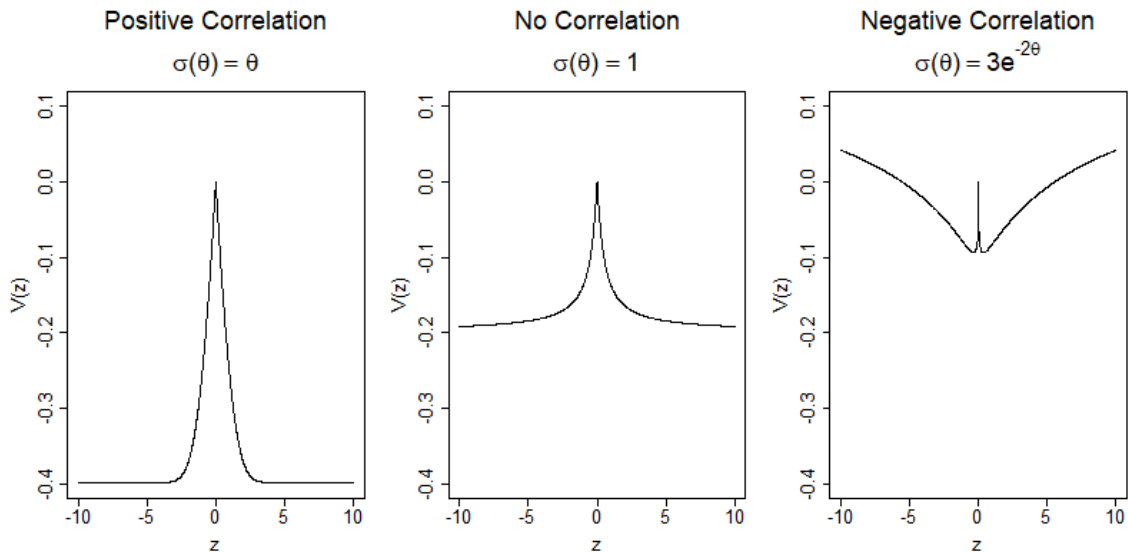 Positive Correlation
σ(θ) = θ
No Correlation
σ(θ) = 1
Negative Correlation
σ(θ) = 3e^-2θ
V(z)
0.1
0.0
-0.1
-0.2
-0.3
-0.4
-10 -5 0 5 10
z
V(z)
0.1
0.0
-0.1
-0.2
-0.3
-0.4
-10 -5 0 5 10
z
V(z)
0.1
0.0
-0.1
-0.2
-0.3
-0.4
-10 -5 0 5 10
z